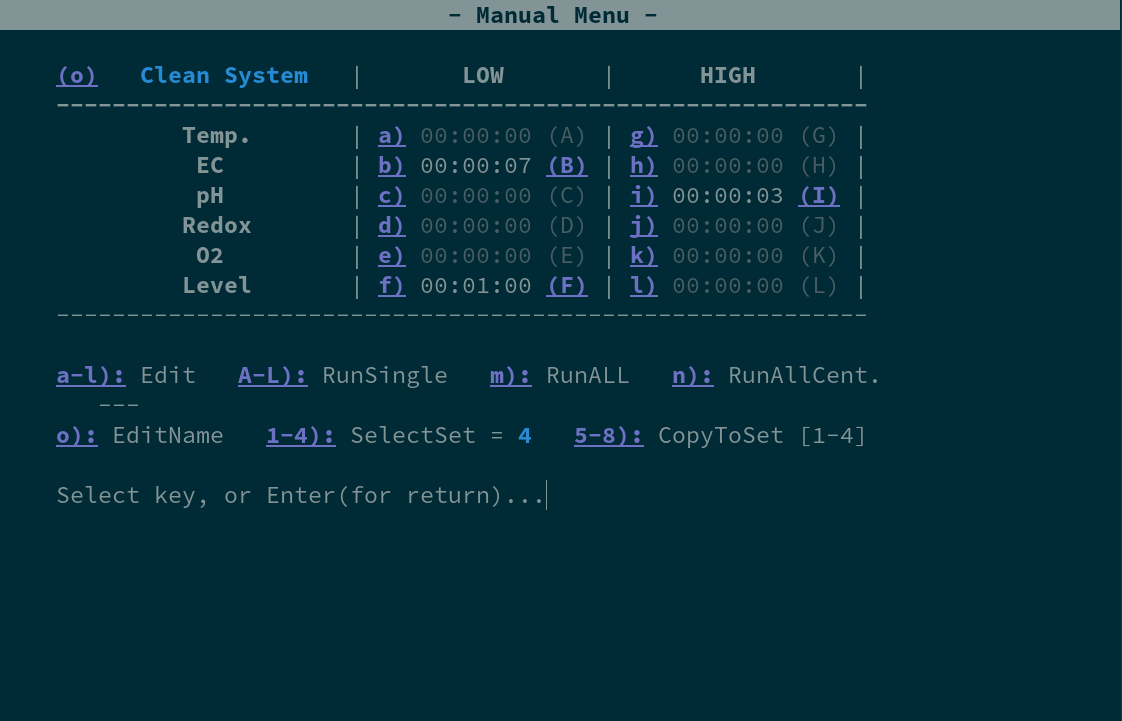 - Manual Menu -
(o)   Clean System   |       LOW       |      HIGH       |
----------------------------------------------------------
Temp.       | a) 00:00:00 (A) | g) 00:00:00 (G) |
EC        | b) 00:00:07 (B) | h) 00:00:00 (H) |
pH        | c) 00:00:00 (C) | i) 00:00:03 (I) |
Redox       | d) 00:00:00 (D) | j) 00:00:00 (J) |
O2        | e) 00:00:00 (E) | k) 00:00:00 (K) |
Level       | f) 00:01:00 (F) | l) 00:00:00 (L) |
----------------------------------------------------------
a-l): Edit   A-L): RunSingle   m): RunALL   n): RunAllCent.
---
o): EditName   1-4): SelectSet = 4   5-8): CopyToSet [1-4]
Select key, or Enter(for return)...